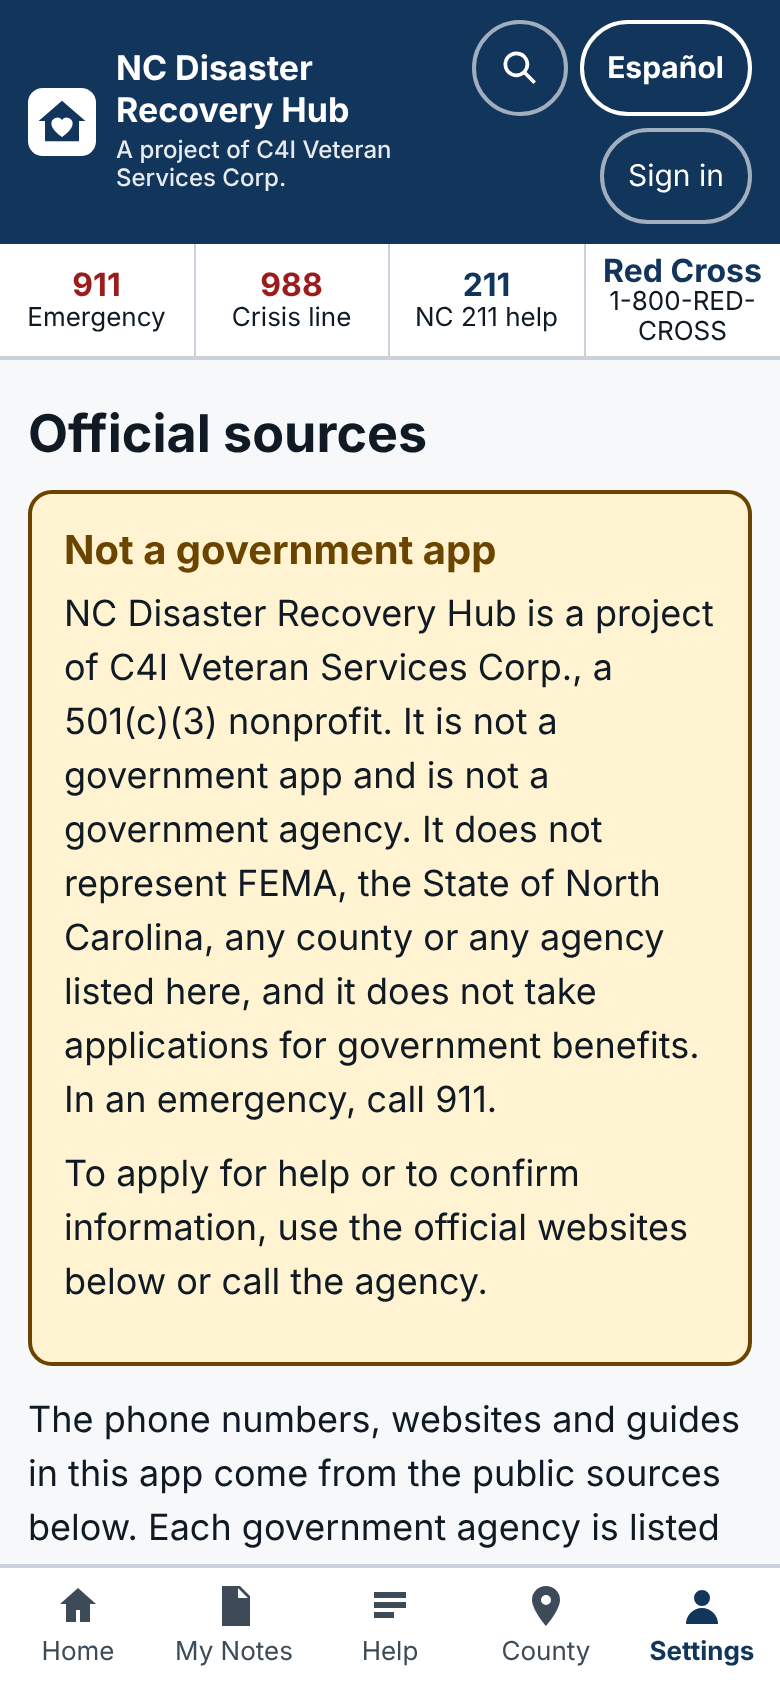 NC Disaster
Recovery Hub
A project of C4I Veteran
Services Corp.
Español
Sign in
911
Emergency
988
Crisis line
211
NC 211 help
Red Cross
1-800-RED-
CROSS
Official sources
Not a government app
NC Disaster Recovery Hub is a project
of C4I Veteran Services Corp., a
501(c)(3) nonprofit. It is not a
government app and is not a
government agency. It does not
represent FEMA, the State of North
Carolina, any county or any agency
listed here, and it does not take
applications for government benefits.
In an emergency, call 911.
To apply for help or to confirm
information, use the official websites
below or call the agency.
The phone numbers, websites and guides
in this app come from the public sources
below. Each government agency is listed
Home
My Notes
Help
County
Settings